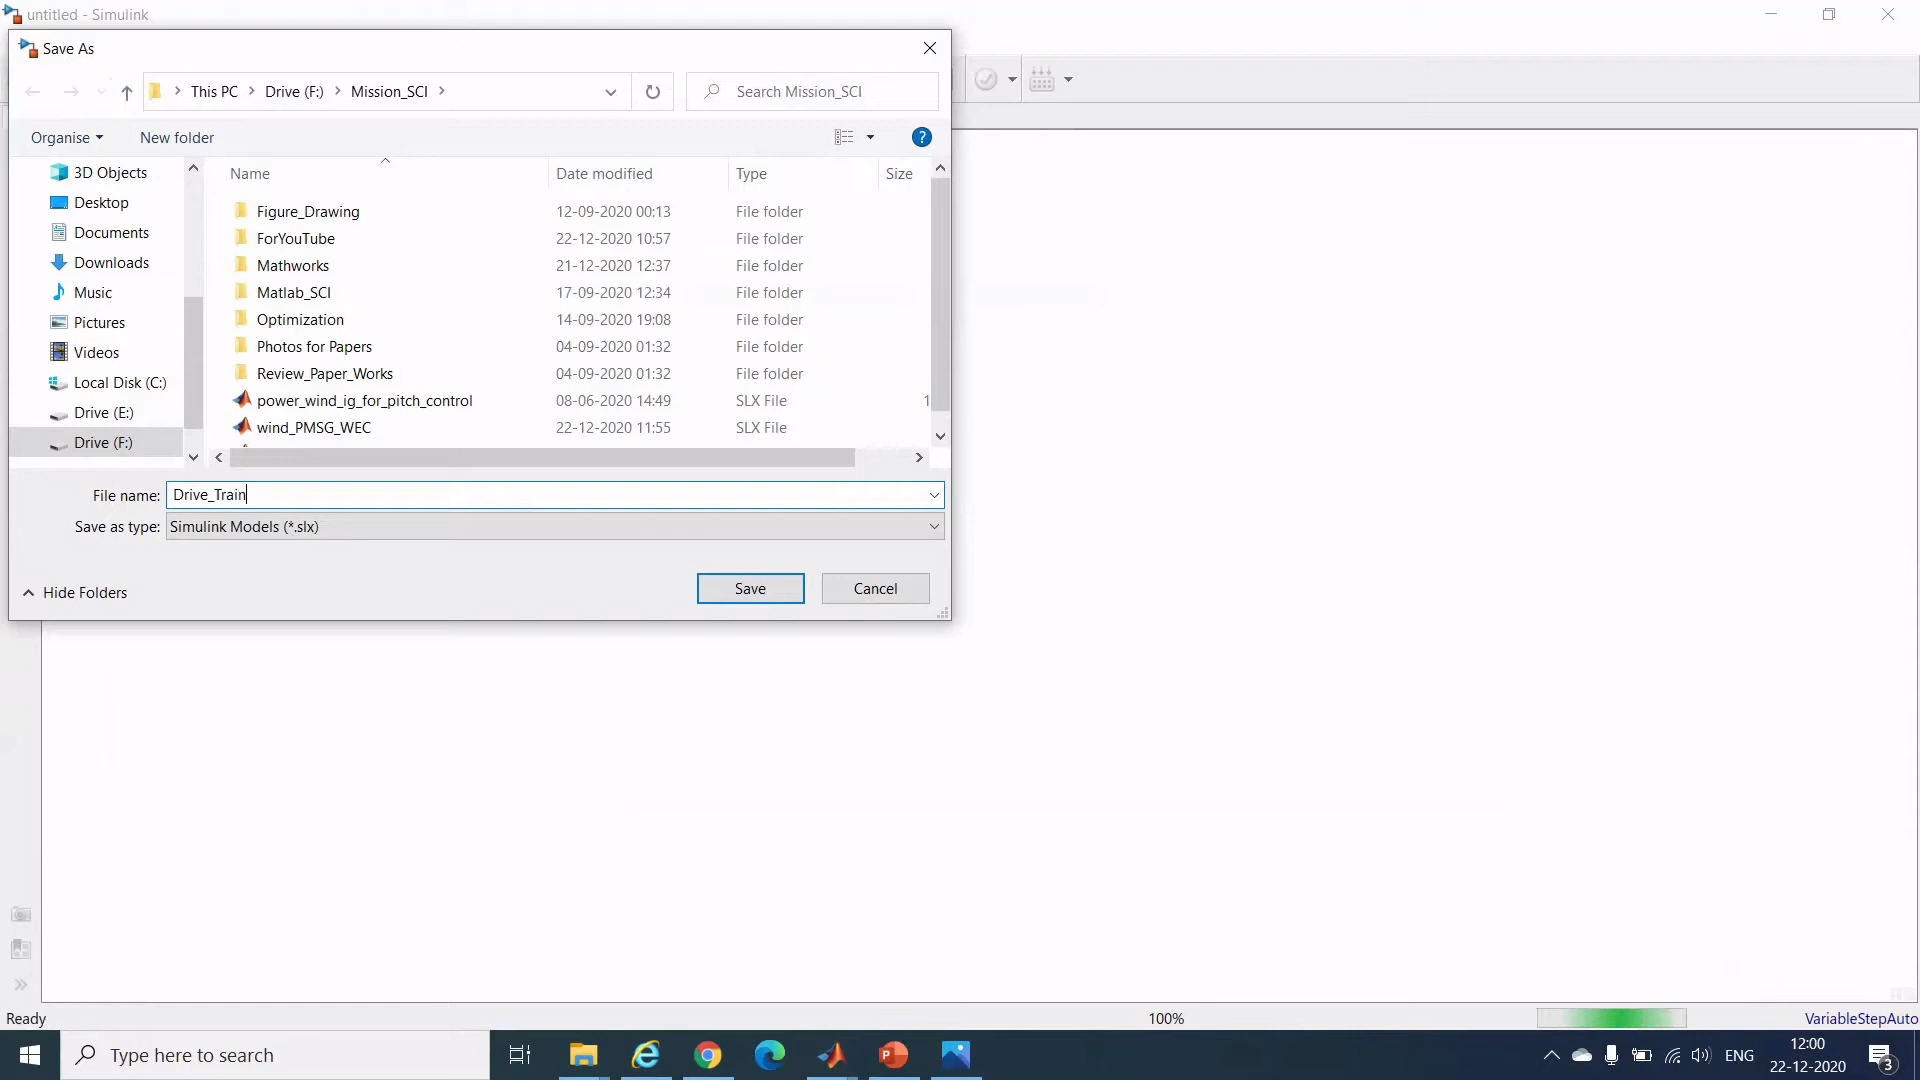 untitled - Simulink
Save As
This PC > Drive (F:) > Mission_SCI >
Search Mission_SCI
Organise
New folder
?
Name Date modified Type Size
3D Objects
Desktop
Documents
Downloads
Music
Pictures
Videos
Local Disk (C:)
Drive (E:)
Drive (F:)
Figure_Drawing 12-09-2020 00:13 File folder
ForYouTube 22-12-2020 10:57 File folder
Mathworks 21-12-2020 12:37 File folder
Matlab_SCI 17-09-2020 12:34 File folder
Optimization 14-09-2020 19:08 File folder
Photos for Papers 04-09-2020 01:32 File folder
Review_Paper_Works 04-09-2020 01:32 File folder
power_wind_ig_for_pitch_control 08-06-2020 14:49 SLX File 1
wind_PMSG_WEC 22-12-2020 11:55 SLX File
File name: Drive_Train
Save as type: Simulink Models (*.slx)
Hide Folders
Save
Cancel
Ready
100%
VariableStepAuto
Type here to search
ENG
12:00
22-12-2020
3